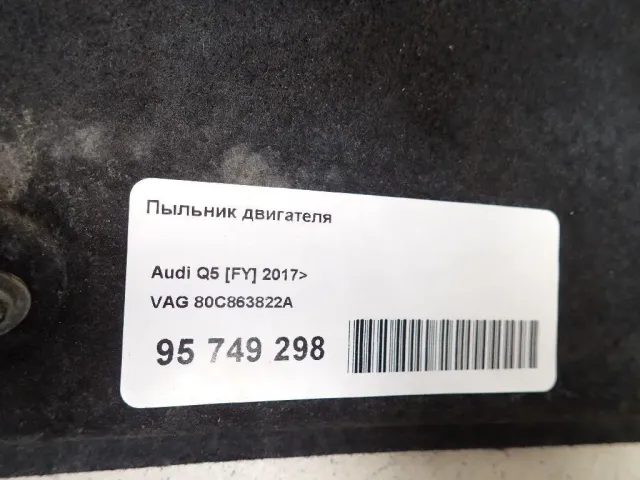 Пыльник двигателя
Audi Q5 [FY] 2017>
VAG 80C863822A
95 749 298